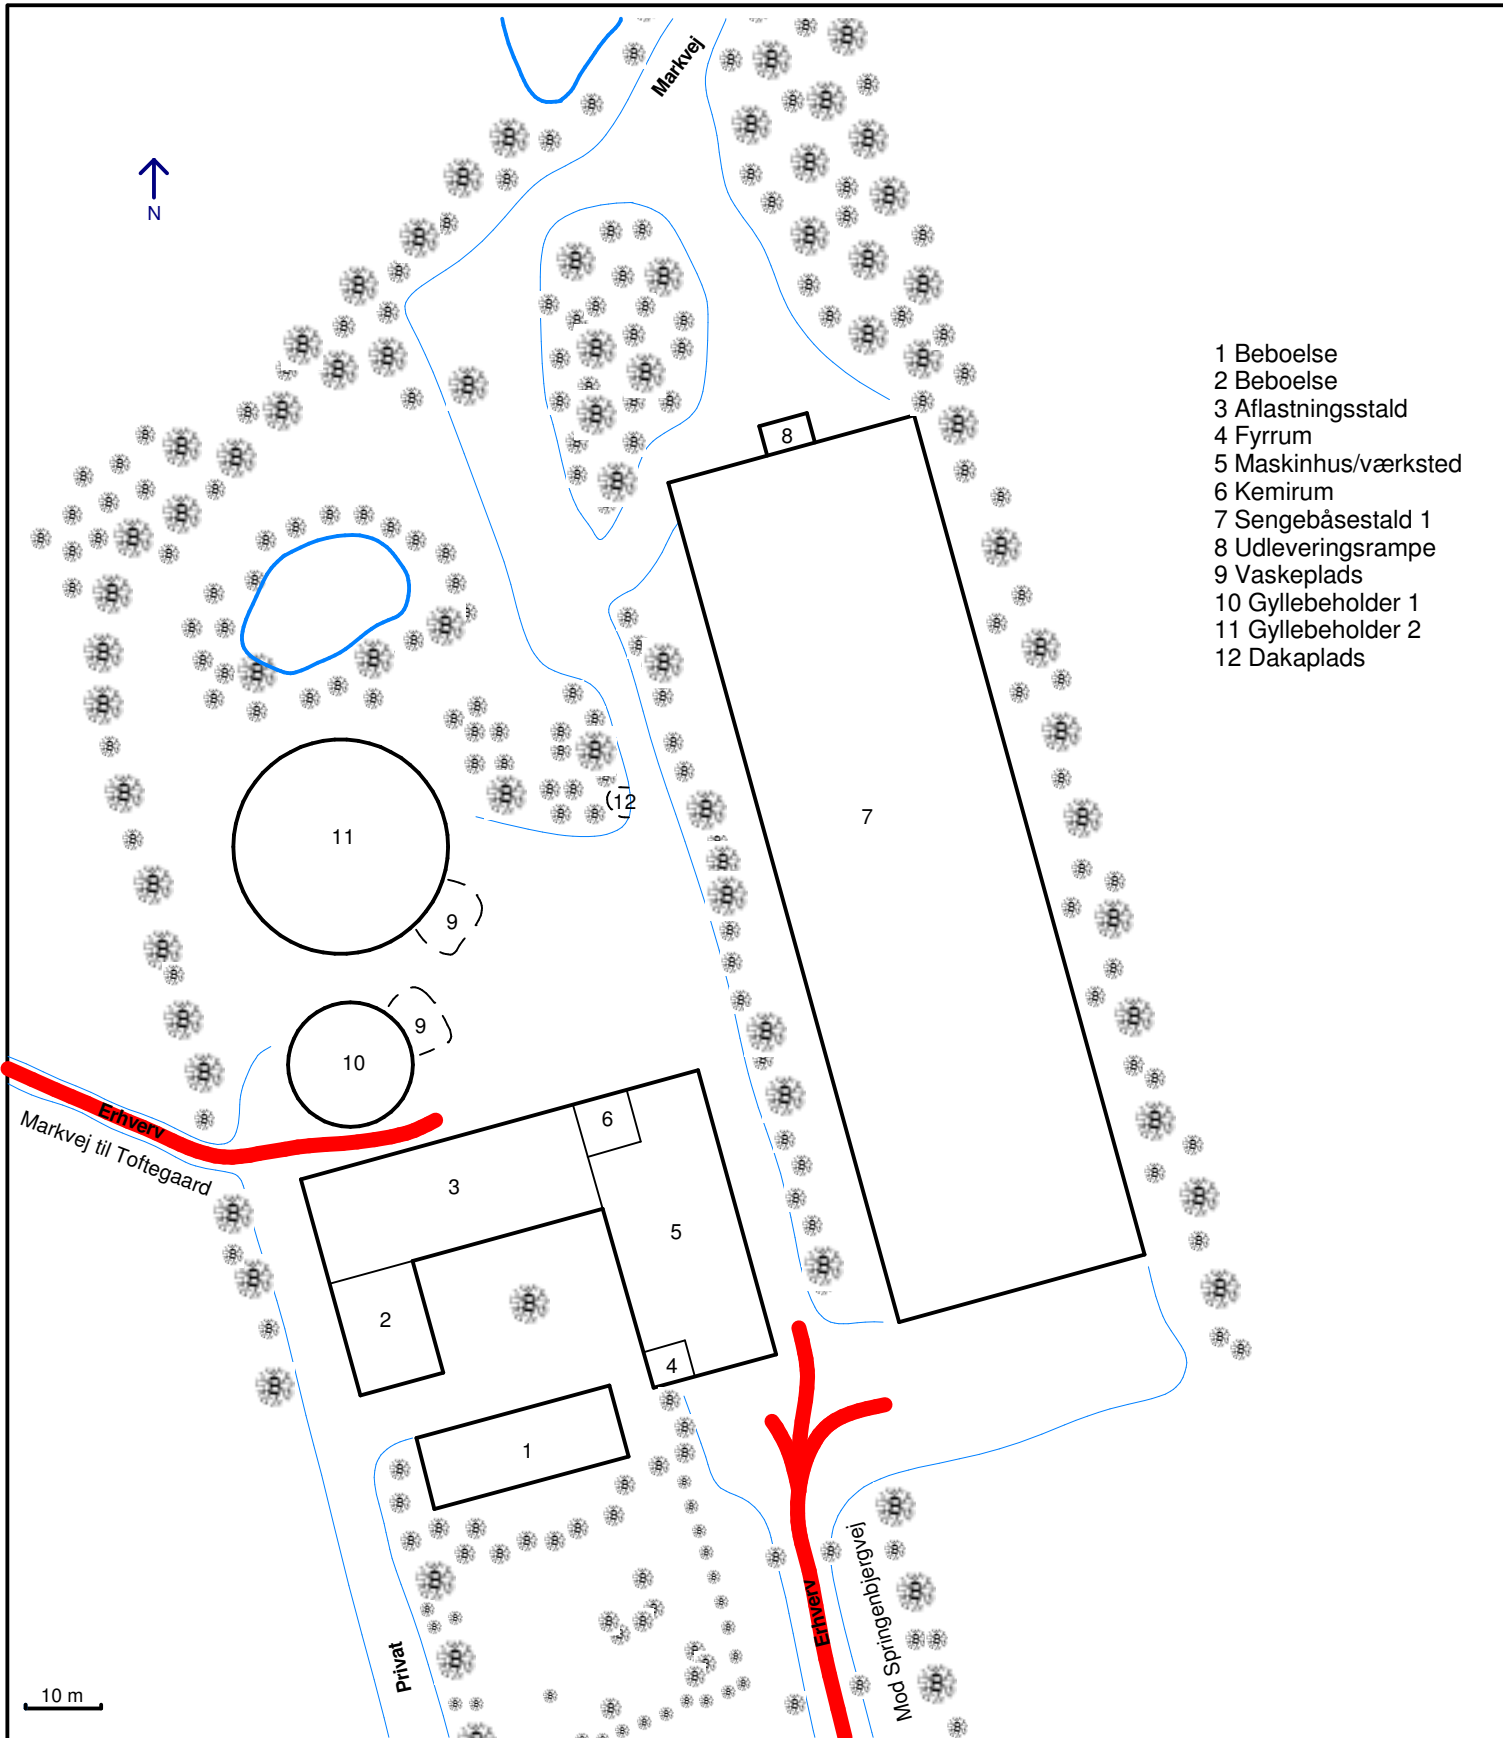 Markvej
N
1 Beboelse
2 Beboelse
3 Aflastningsstald
4 Fyrrum
5 Maskinhus/værksted
6 Kemirum
7 Sengebåsestald 1
8 Udleveringsrampe
9 Vaskeplads
10 Gyllebeholder 1
11 Gyllebeholder 2
12 Dakaplads
8
12
7
11
9
9
10
Erhverv
Markvej til Toftegaard
6
3
5
2
4
1
Privat
Erhverv
Mod Springenbjergvej
10 m